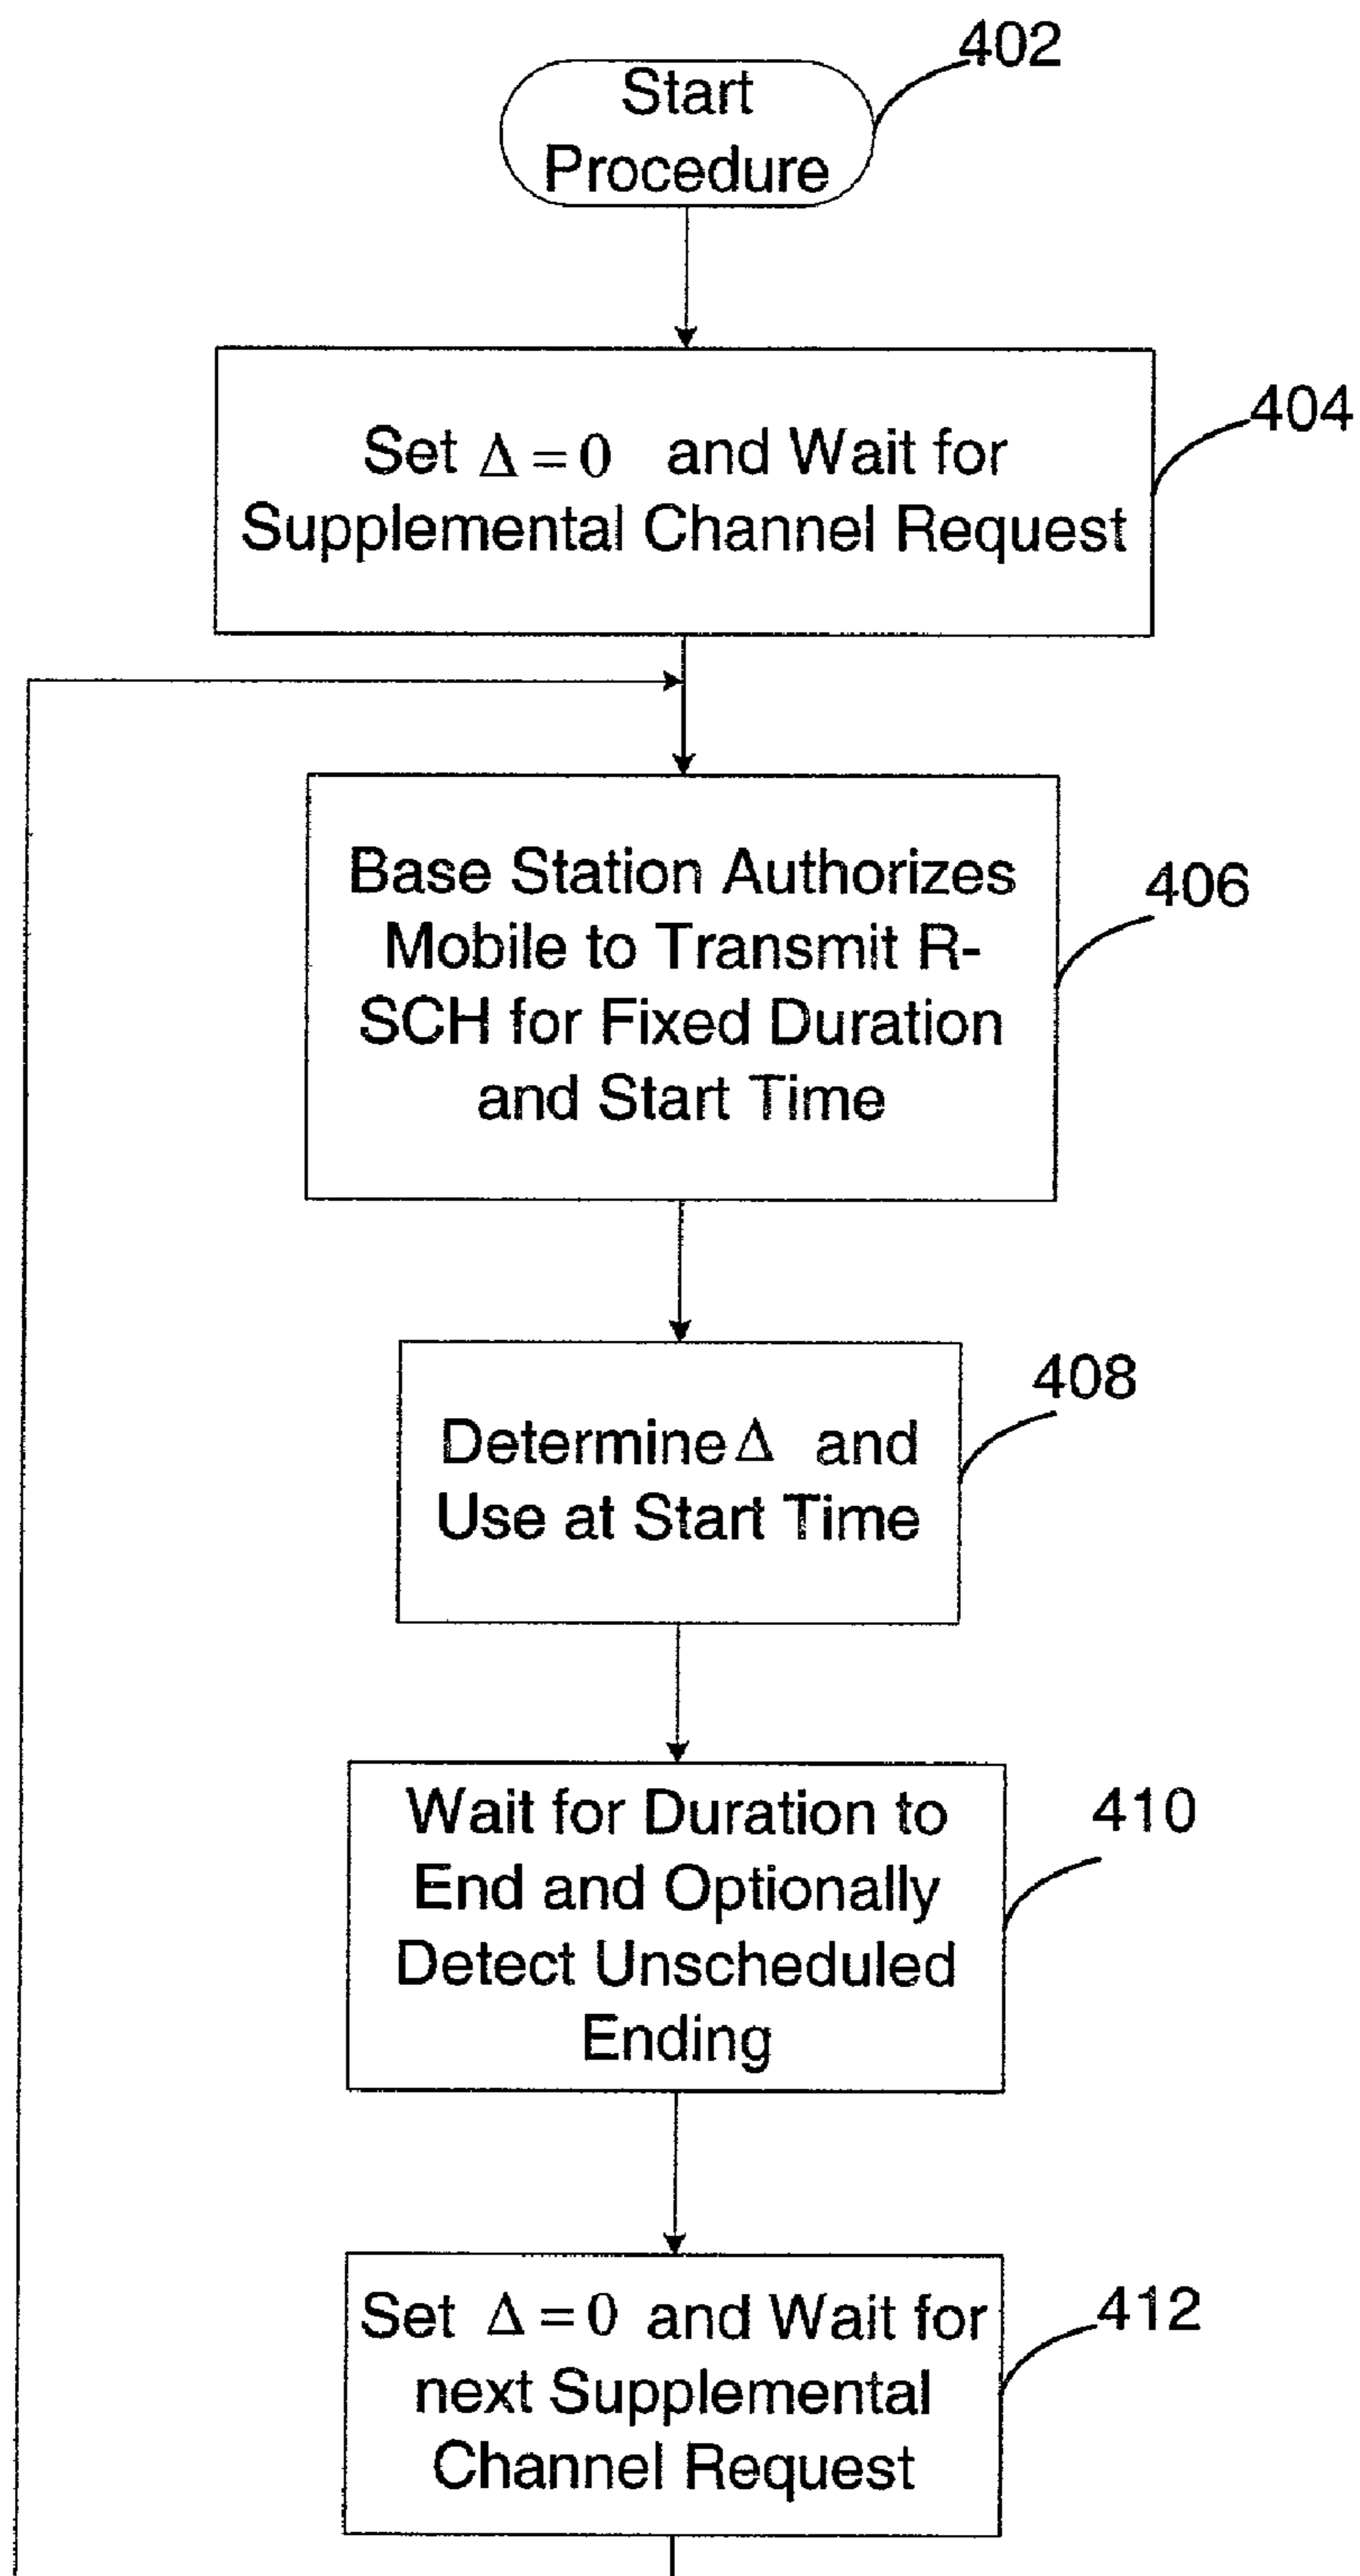 402
Start
Procedure
404
Set Δ = 0 and Wait for
Supplemental Channel Request
406
Base Station Authorizes
Mobile to Transmit R-
SCH for Fixed Duration
and Start Time
408
Determine Δ and
Use at Start Time
410
Wait for Duration to
End and Optionally
Detect Unscheduled
Ending
412
Set Δ = 0 and Wait for
next Supplemental
Channel Request